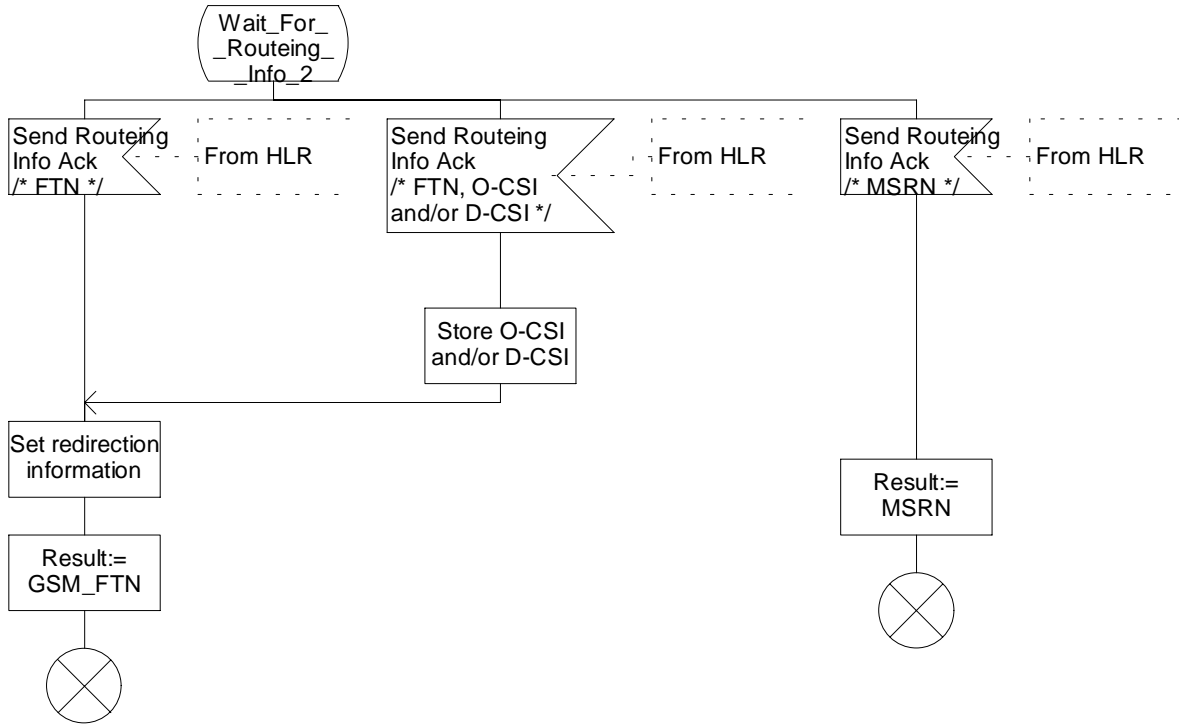 Wait_For_
_Routeing_
_Info_2
Send Routeing
Info Ack
/* FTN */
From HLR
Send Routeing
Info Ack
/* FTN, O-CSI
and/or D-CSI */
From HLR
Send Routeing
Info Ack
/* MSRN */
From HLR
Store O-CSI
and/or D-CSI
Set redirection
information
Result:=
MSRN
Result:=
GSM_FTN